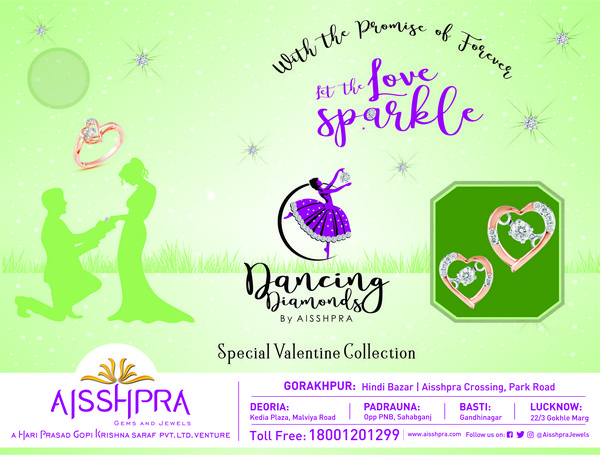 With the Promise of Forever
Let the Love
sparkle
Dancing
Diamonds
By AISSHPRA
Special Valentine Collection
AISSHPRA
GEMS AND JEWELS
A HARI PRASAD GOPI KRISHNA SARAF PVT. LTD. VENTURE
GORAKHPUR: Hindi Bazar | Aisshpra Crossing, Park Road
DEORIA:
Kedia Plaza, Malviya Road
PADRAUNA:
Opp PNB, Sahabganj
BASTI:
Gandhinagar
LUCKNOW:
22/3 Gokhle Marg
Toll Free: 18001201299 www.aisshpra.com Follow us on: @AisshpraJewels